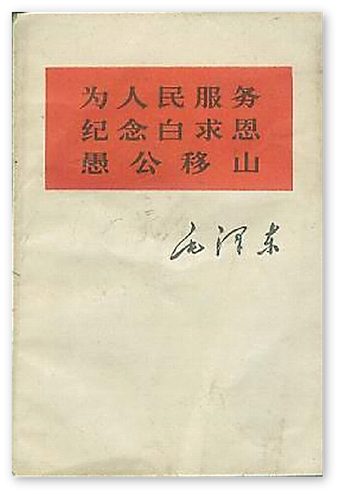 为人民服务
纪念白求恩
愚公移山
毛泽东